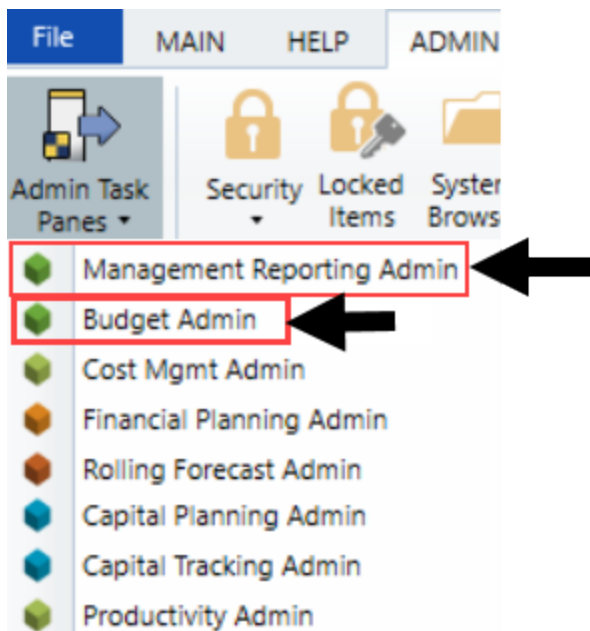 File MAIN HELP ADMIN
Admin Task Panes
Security
Locked Items
Management Reporting Admin
Budget Admin
Cost Mgmt Admin
Financial Planning Admin
Rolling Forecast Admin
Capital Planning Admin
Capital Tracking Admin
Productivity Admin